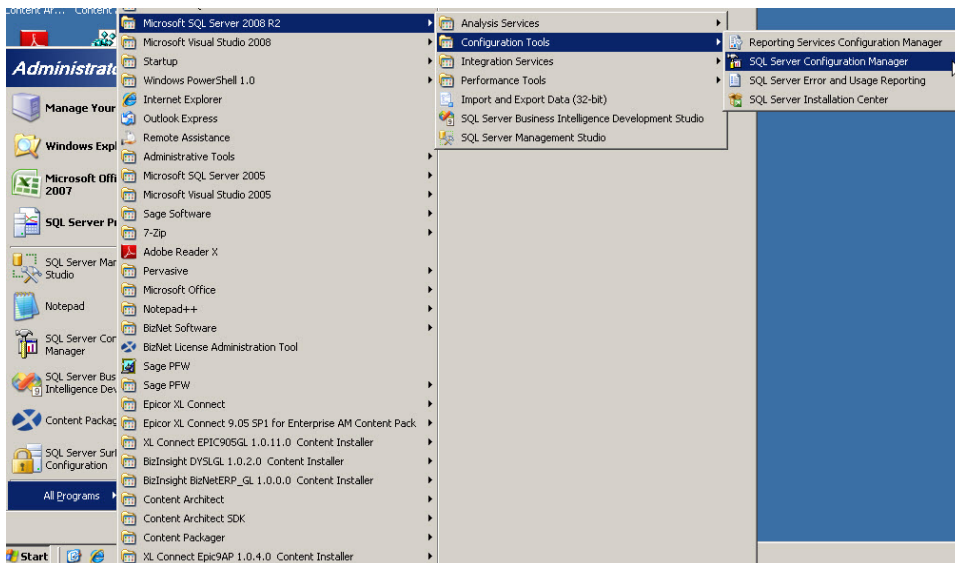 Content
Administrat
Manage Your
Windows Expl
Microsoft Offi
2007
SQL Server Pr
SQL Server Man
Studio
Notepad
SQL Server Con
Manager
SQL Server Bus
Intelligence Dev
Content Packag
SQL Server Surf
Configuration
All Programs
Start
Microsoft SQL Server 2008 R2
Microsoft Visual Studio 2008
Startup
Windows PowerShell 1.0
Internet Explorer
Outlook Express
Remote Assistance
Administrative Tools
Microsoft SQL Server 2005
Microsoft Visual Studio 2005
Sage Software
7-Zip
Adobe Reader X
Pervasive
Microsoft Office
Notepad++
BizNet Software
BizNet License Administration Tool
Sage PFW
Sage PFW
Epicor XL Connect
Epicor XL Connect 9.05 SP1 for Enterprise AM Content Pack
XL Connect EPIC905GL 1.0.11.0 Content Installer
BizInsight DYSLGL 1.0.2.0 Content Installer
BizInsight BizNetERP_GL 1.0.0.0 Content Installer
Content Architect
Content Architect SDK
Content Packager
XL Connect Epic9AP 1.0.4.0 Content Installer
Analysis Services
Configuration Tools
Integration Services
Performance Tools
Import and Export Data (32-bit)
SQL Server Business Intelligence Development Studio
SQL Server Management Studio
Reporting Services Configuration Manager
SQL Server Configuration Manager
SQL Server Error and Usage Reporting
SQL Server Installation Center